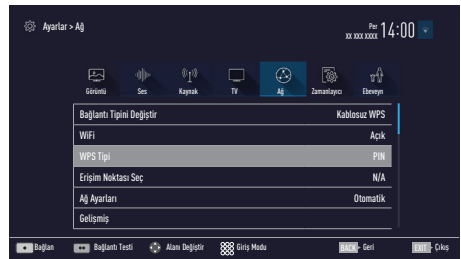 Ayarlar > Ağ
Per
xx xxx xxxx 14:00
Görüntü Ses Kaynak TV Ağ Zamanlayıcı Ebeveyn
Bağlantı Tipini Değiştir Kablosuz WPS
WiFi Açık
WPS Tipi PIN
Erişim Noktası Seç N/A
Ağ Ayarları Otomatik
Gelişmiş
Bağlan Bağlantı Testi Alanı Değiştir Giriş Modu BACK - Geri EXIT - Çıkış